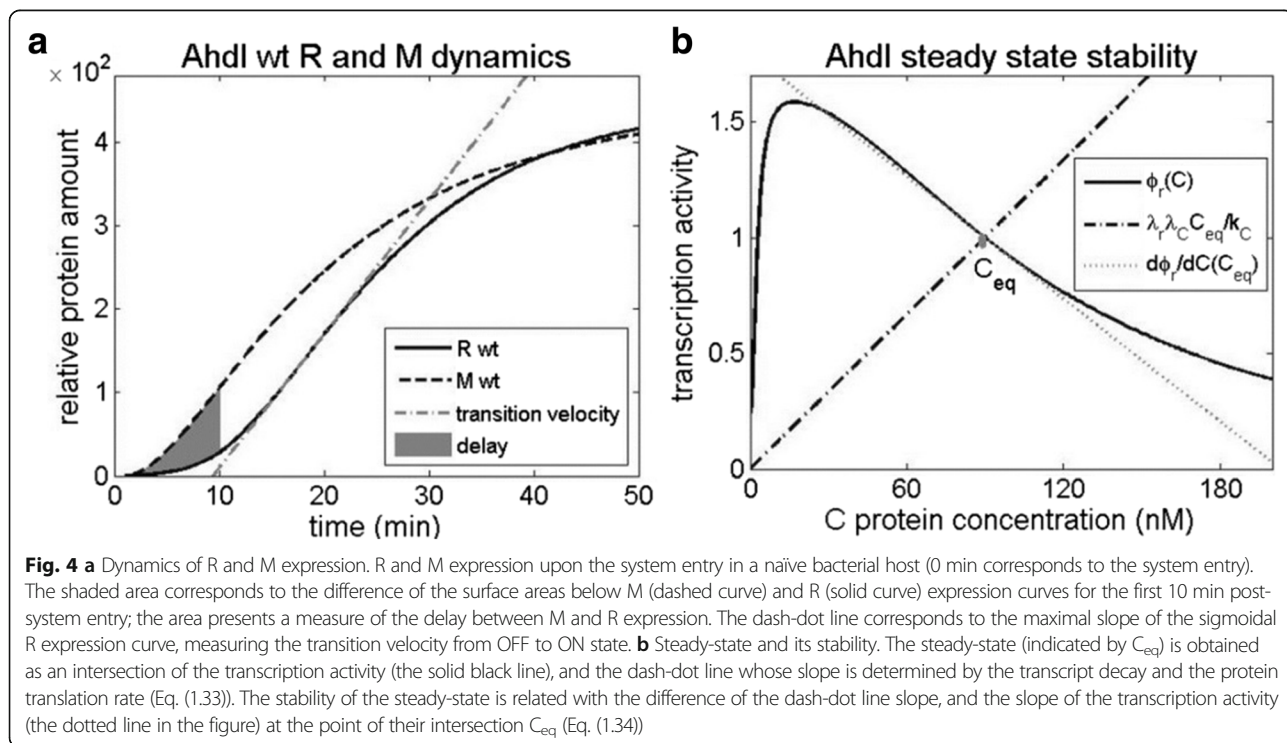 a
AhdI wt R and M dynamics
× 10²
relative protein amount
4
3
2
1
0
0 10 20 30 40 50
time (min)
R wt
M wt
transition velocity
delay
b
AhdI steady state stability
transcription activity
1.5
1
0.5
0
0 60 120 180
C protein concentration (nM)
ϕr(C)
λrλCCeq/kC
dϕr/dC(Ceq)
Ceq
Fig. 4 a Dynamics of R and M expression. R and M expression upon the system entry in a naïve bacterial host (0 min corresponds to the system entry).
The shaded area corresponds to the difference of the surface areas below M (dashed curve) and R (solid curve) expression curves for the first 10 min post-
system entry; the area presents a measure of the delay between M and R expression. The dash-dot line corresponds to the maximal slope of the sigmoidal
R expression curve, measuring the transition velocity from OFF to ON state. b Steady-state and its stability. The steady-state (indicated by Ceq) is obtained
as an intersection of the transcription activity (the solid black line), and the dash-dot line whose slope is determined by the transcript decay and the protein
translation rate (Eq. (1.33)). The stability of the steady-state is related with the difference of the dash-dot line slope, and the slope of the transcription activity
(the dotted line in the figure) at the point of their intersection Ceq (Eq. (1.34))